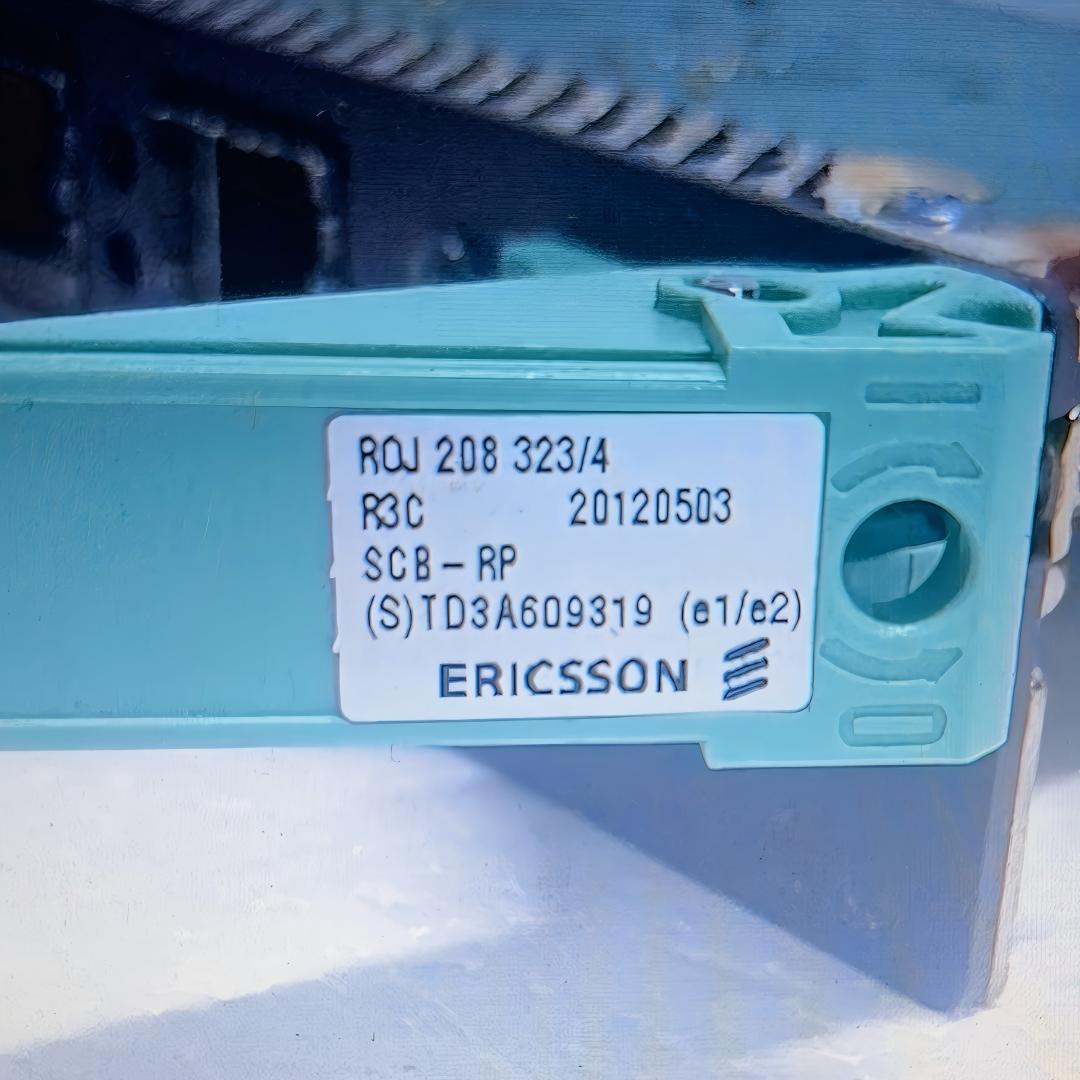 ROJ 208 323/4
R3C 20120503
SCB-RP
(S)TD3A609319 (e1/e2)
ERICSSON